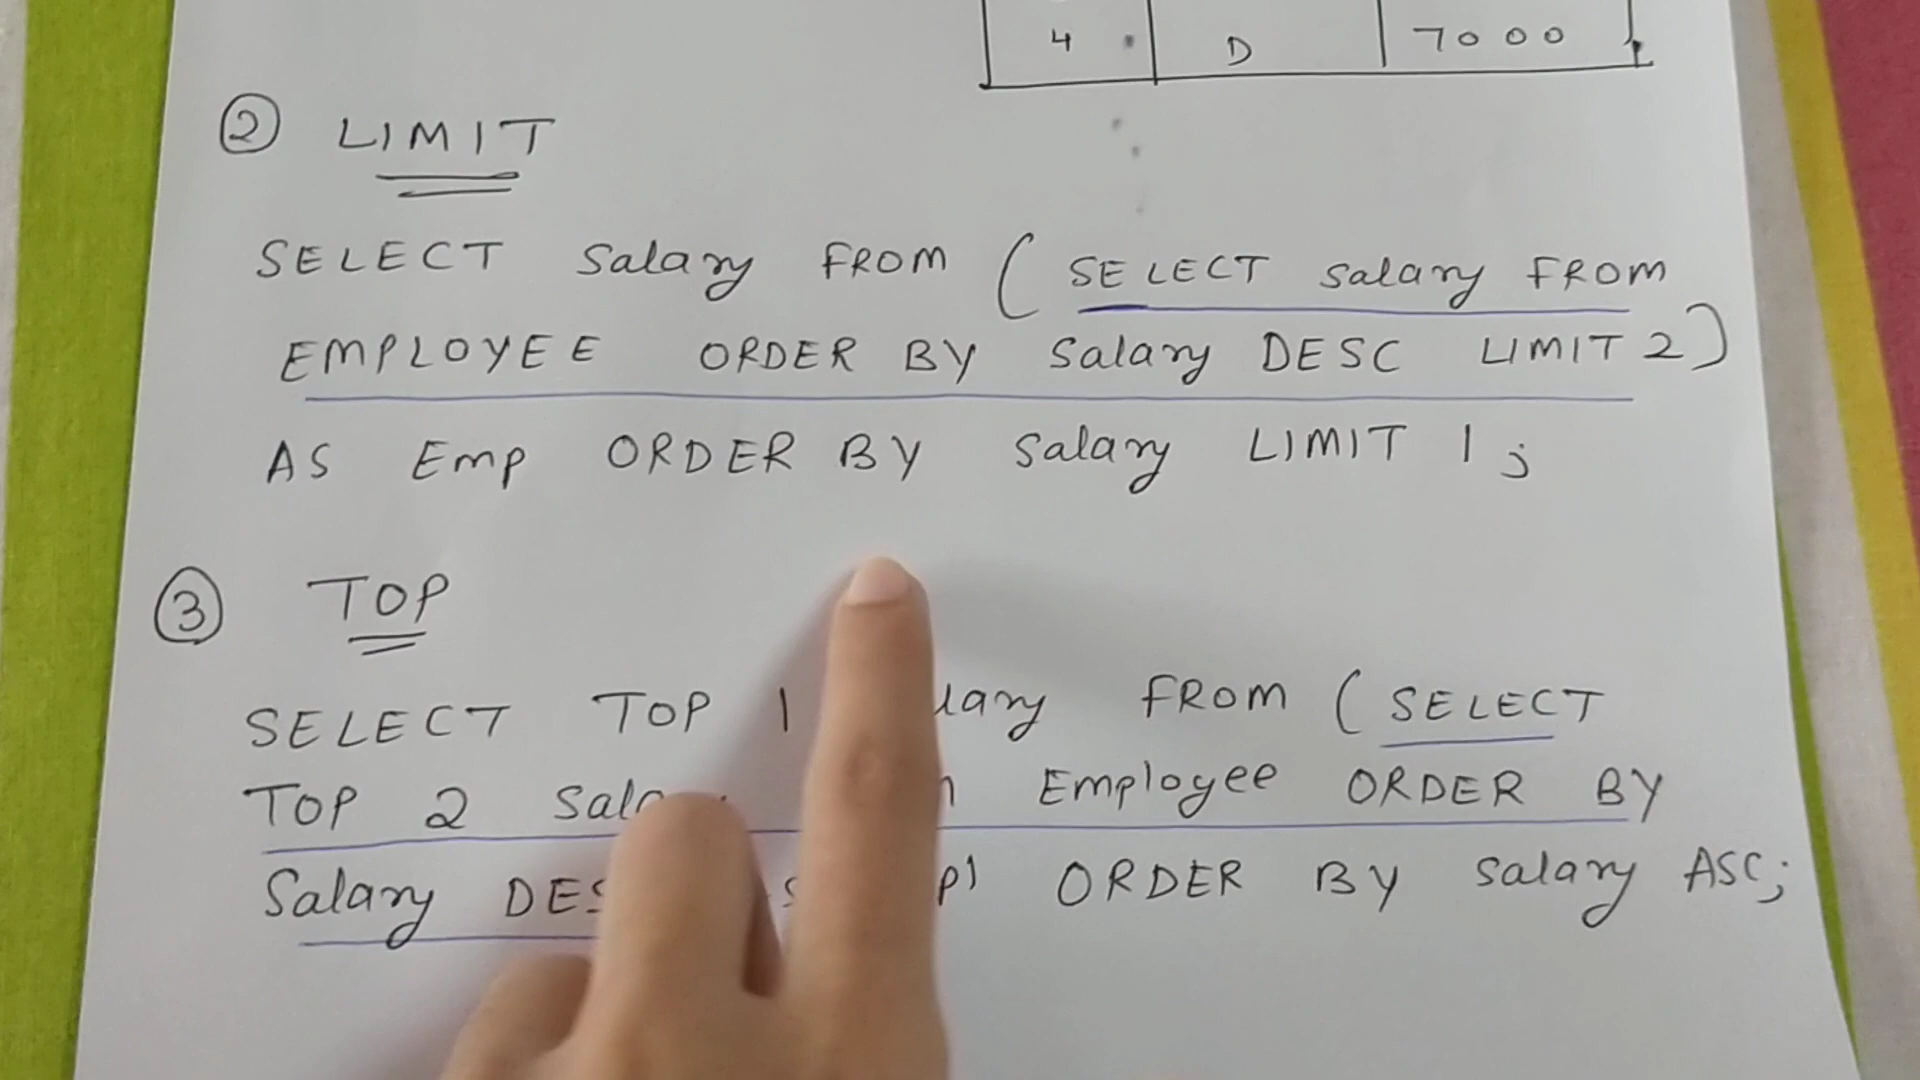 4 D 7000
② LIMIT
SELECT Salary FROM ( SELECT salary FROM
EMPLOYEE ORDER BY Salary DESC LIMIT 2)
AS Emp ORDER BY Salary LIMIT 1;
③ TOP
SELECT TOP 1 FROM ( SELECT
TOP 2 Employee ORDER BY
Salary ORDER BY Salary ASC;